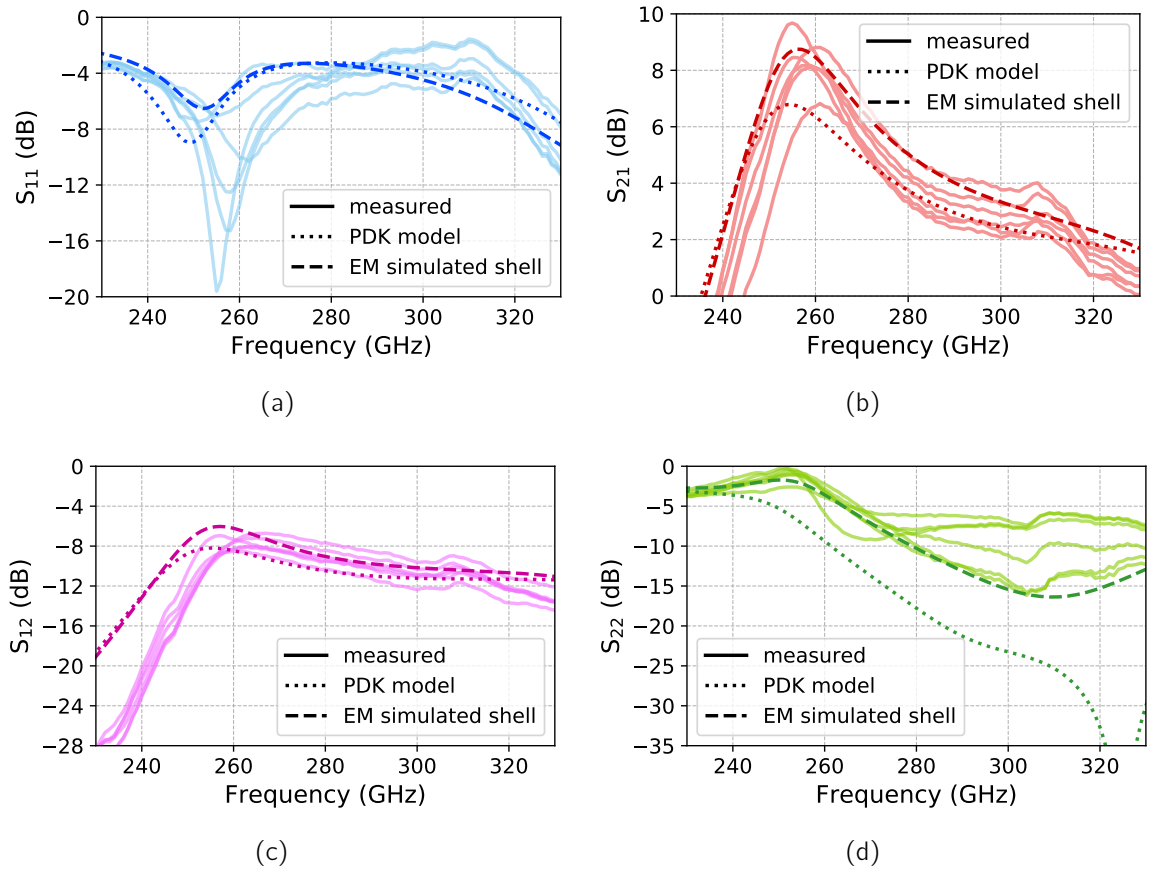 0
−4
−8
−12
−16
−20
S11 (dB)
measured
PDK model
EM simulated shell
240 260 280 300 320
Frequency (GHz)
(a)
10
8
6
4
2
0
S21 (dB)
measured
PDK model
EM simulated shell
240 260 280 300 320
Frequency (GHz)
(b)
0
−4
−8
−12
−16
−20
−24
−28
S12 (dB)
measured
PDK model
EM simulated shell
240 260 280 300 320
Frequency (GHz)
(c)
0
−5
−10
−15
−20
−25
−30
−35
S22 (dB)
measured
PDK model
EM simulated shell
240 260 280 300 320
Frequency (GHz)
(d)